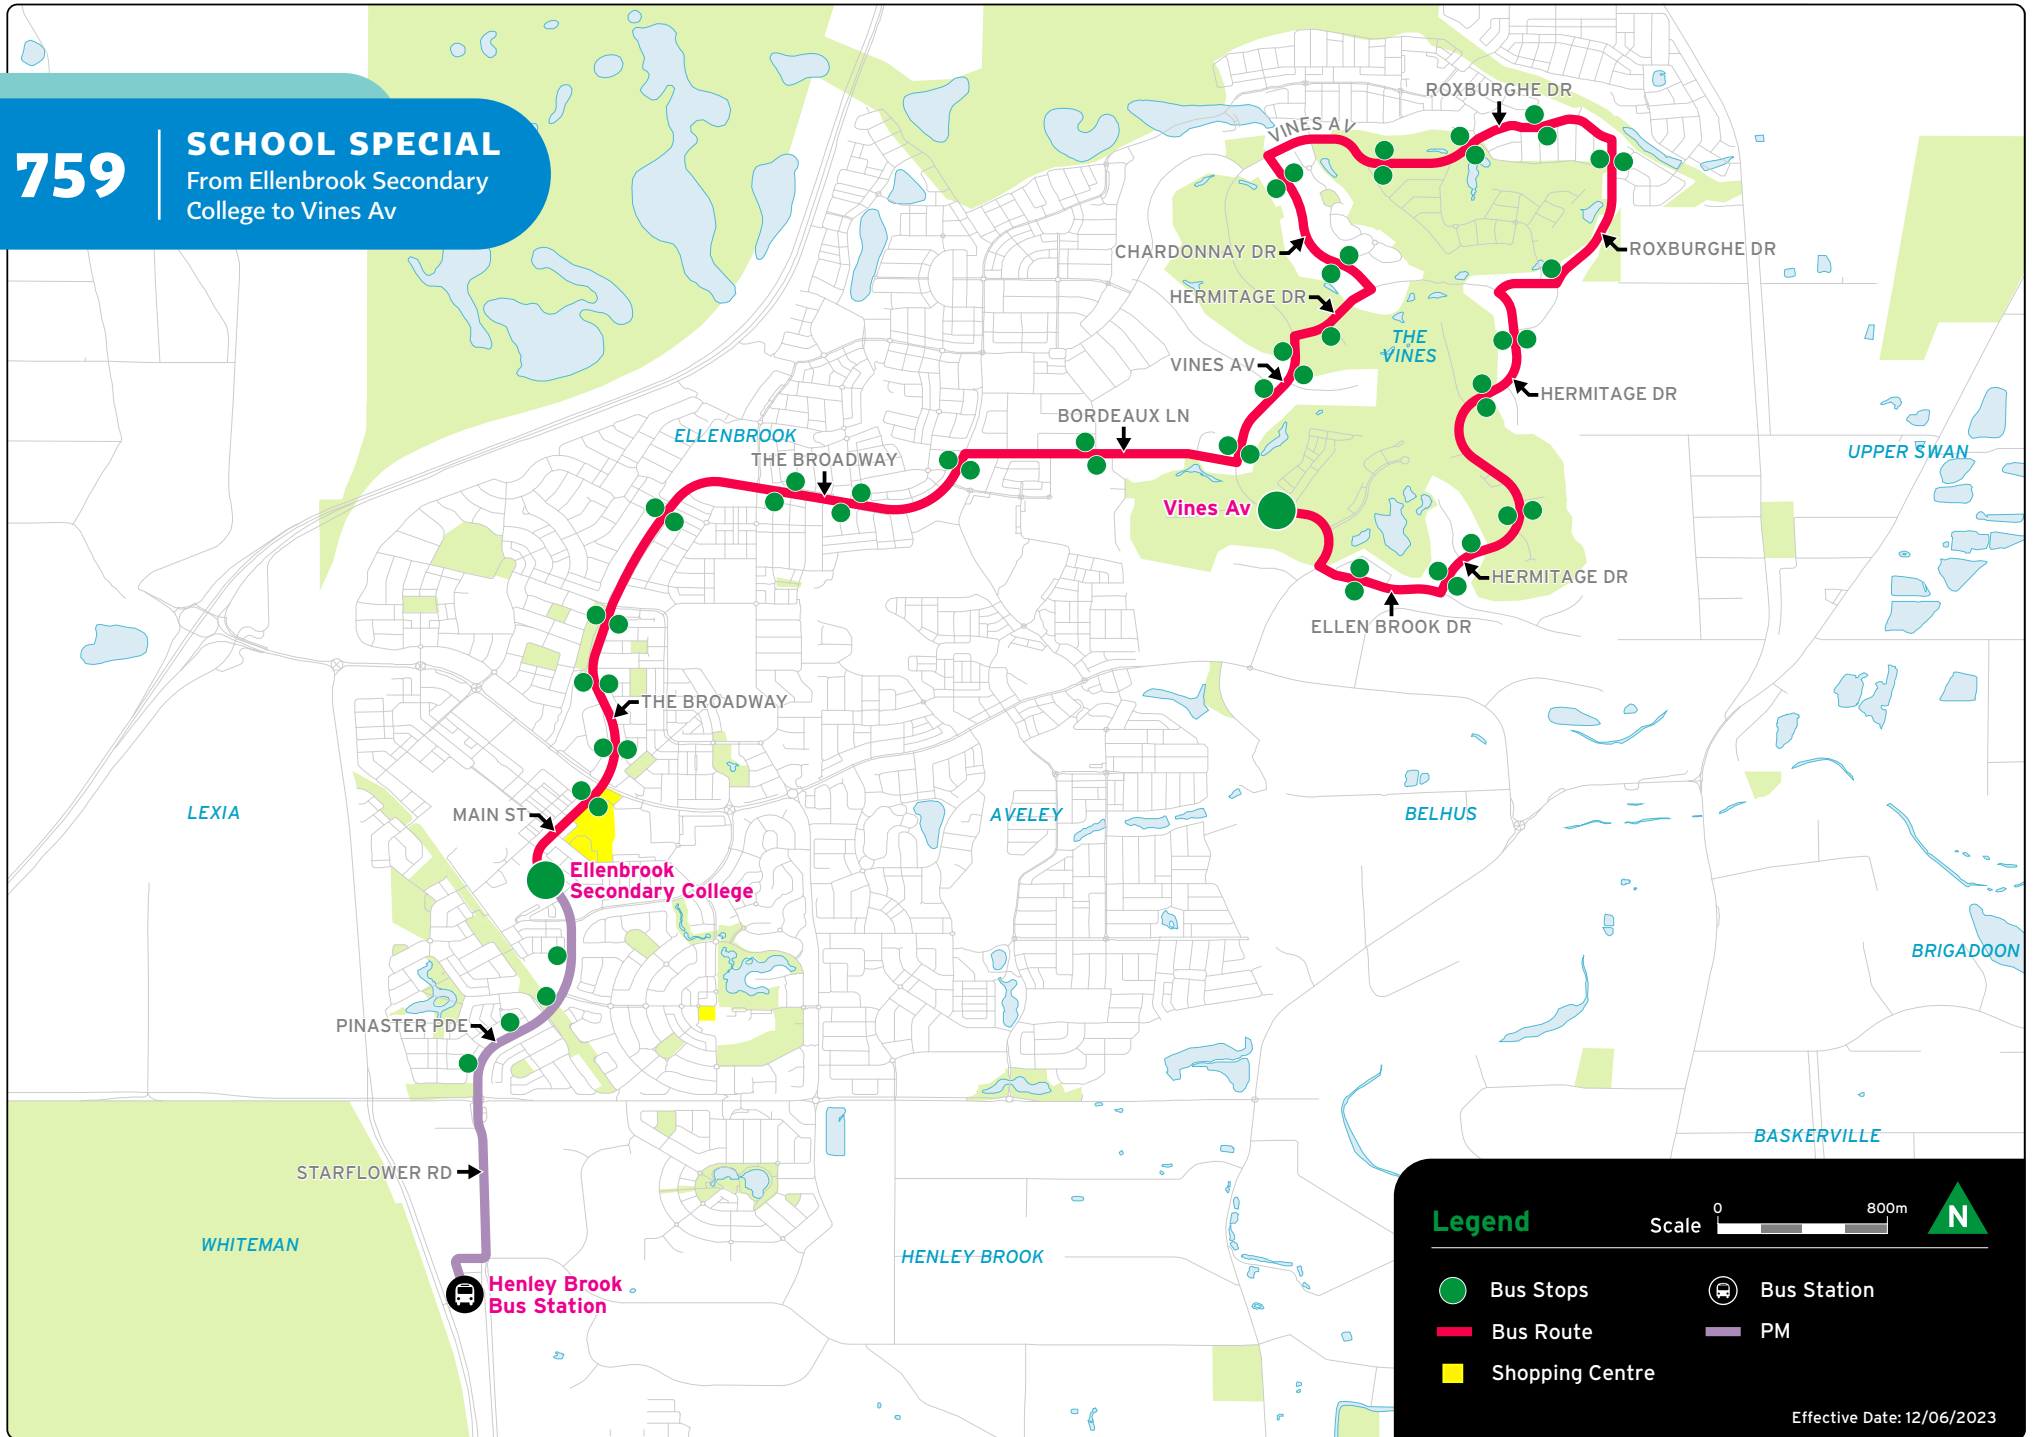 759
SCHOOL SPECIAL
From Ellenbrook Secondary
College to Vines Av
ROXBURGHE DR
VINES AV
CHARDONNAY DR
ROXBURGHE DR
HERMITAGE DR
THE
VINES
VINES AV
HERMITAGE DR
BORDEAUX LN
ELLENBROOK
THE BROADWAY
UPPER SWAN
Vines Av
HERMITAGE DR
ELLEN BROOK DR
THE BROADWAY
LEXIA
MAIN ST
AVELEY
BELHUS
Ellenbrook
Secondary College
BRIGADOON
PINASTER PDE
BASKERVILLE
STARFLOWER RD
WHITEMAN
HENLEY BROOK
Henley Brook
Bus Station
Legend
Scale
0
800m
N
Bus Stops
Bus Station
Bus Route
PM
Shopping Centre
Effective Date: 12/06/2023